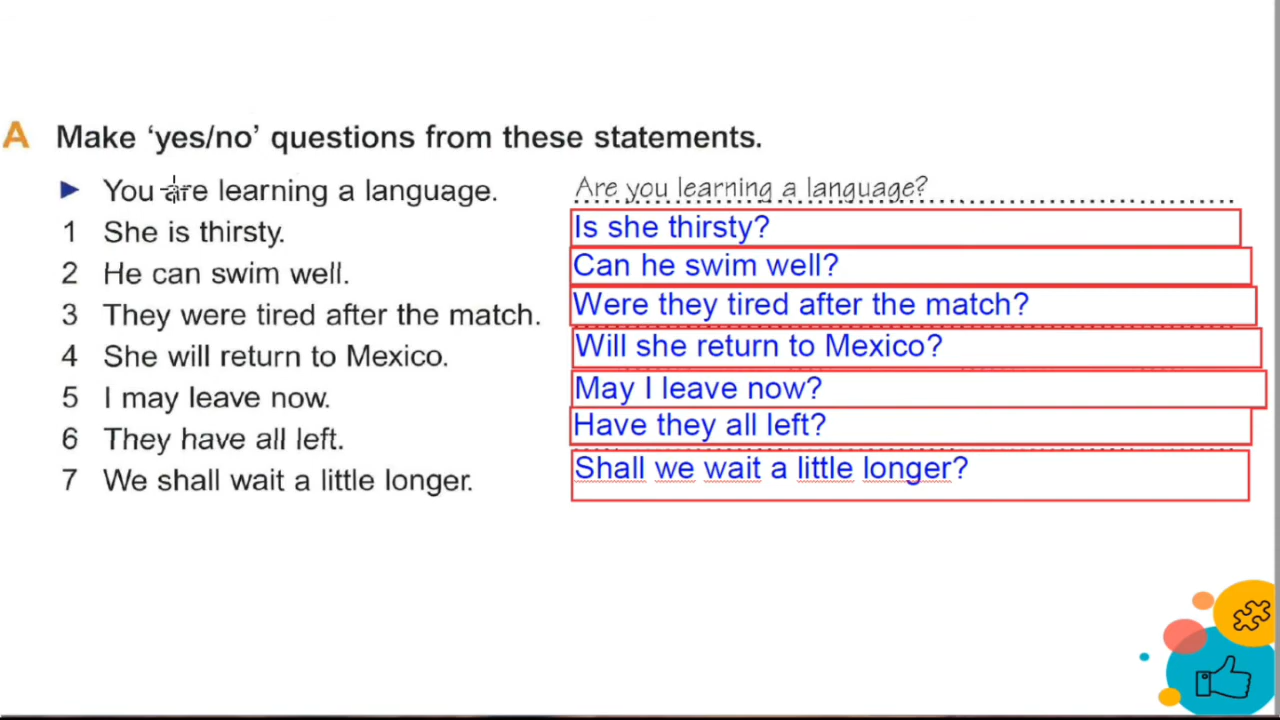 A Make ‘yes/no’ questions from these statements.
► You are learning a language. Are you learning a language?
1 She is thirsty. Is she thirsty?
2 He can swim well. Can he swim well?
3 They were tired after the match. Were they tired after the match?
4 She will return to Mexico. Will she return to Mexico?
5 I may leave now. May I leave now?
6 They have all left. Have they all left?
7 We shall wait a little longer. Shall we wait a little longer?